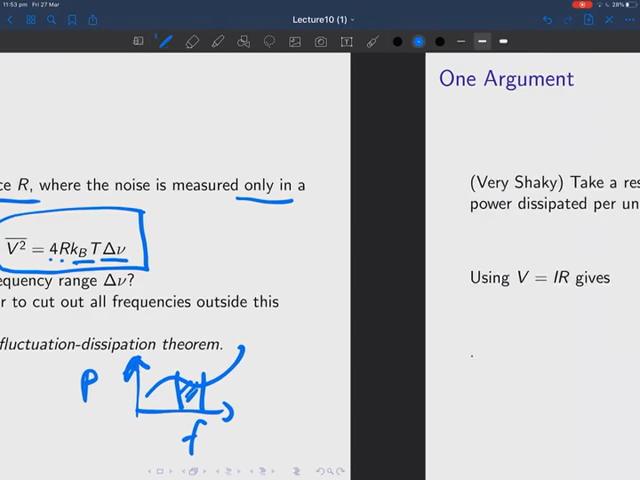 11:53 pm Fri 27 Mar
28%
Lecture10 (1)
ce R, where the noise is measured only in a
V² = 4Rk_BTΔν
equency range Δν?
r to cut out all frequencies outside this
fluctuation-dissipation theorem.
P
f
One Argument
(Very Shaky) Take a res
power dissipated per un
Using V = IR gives